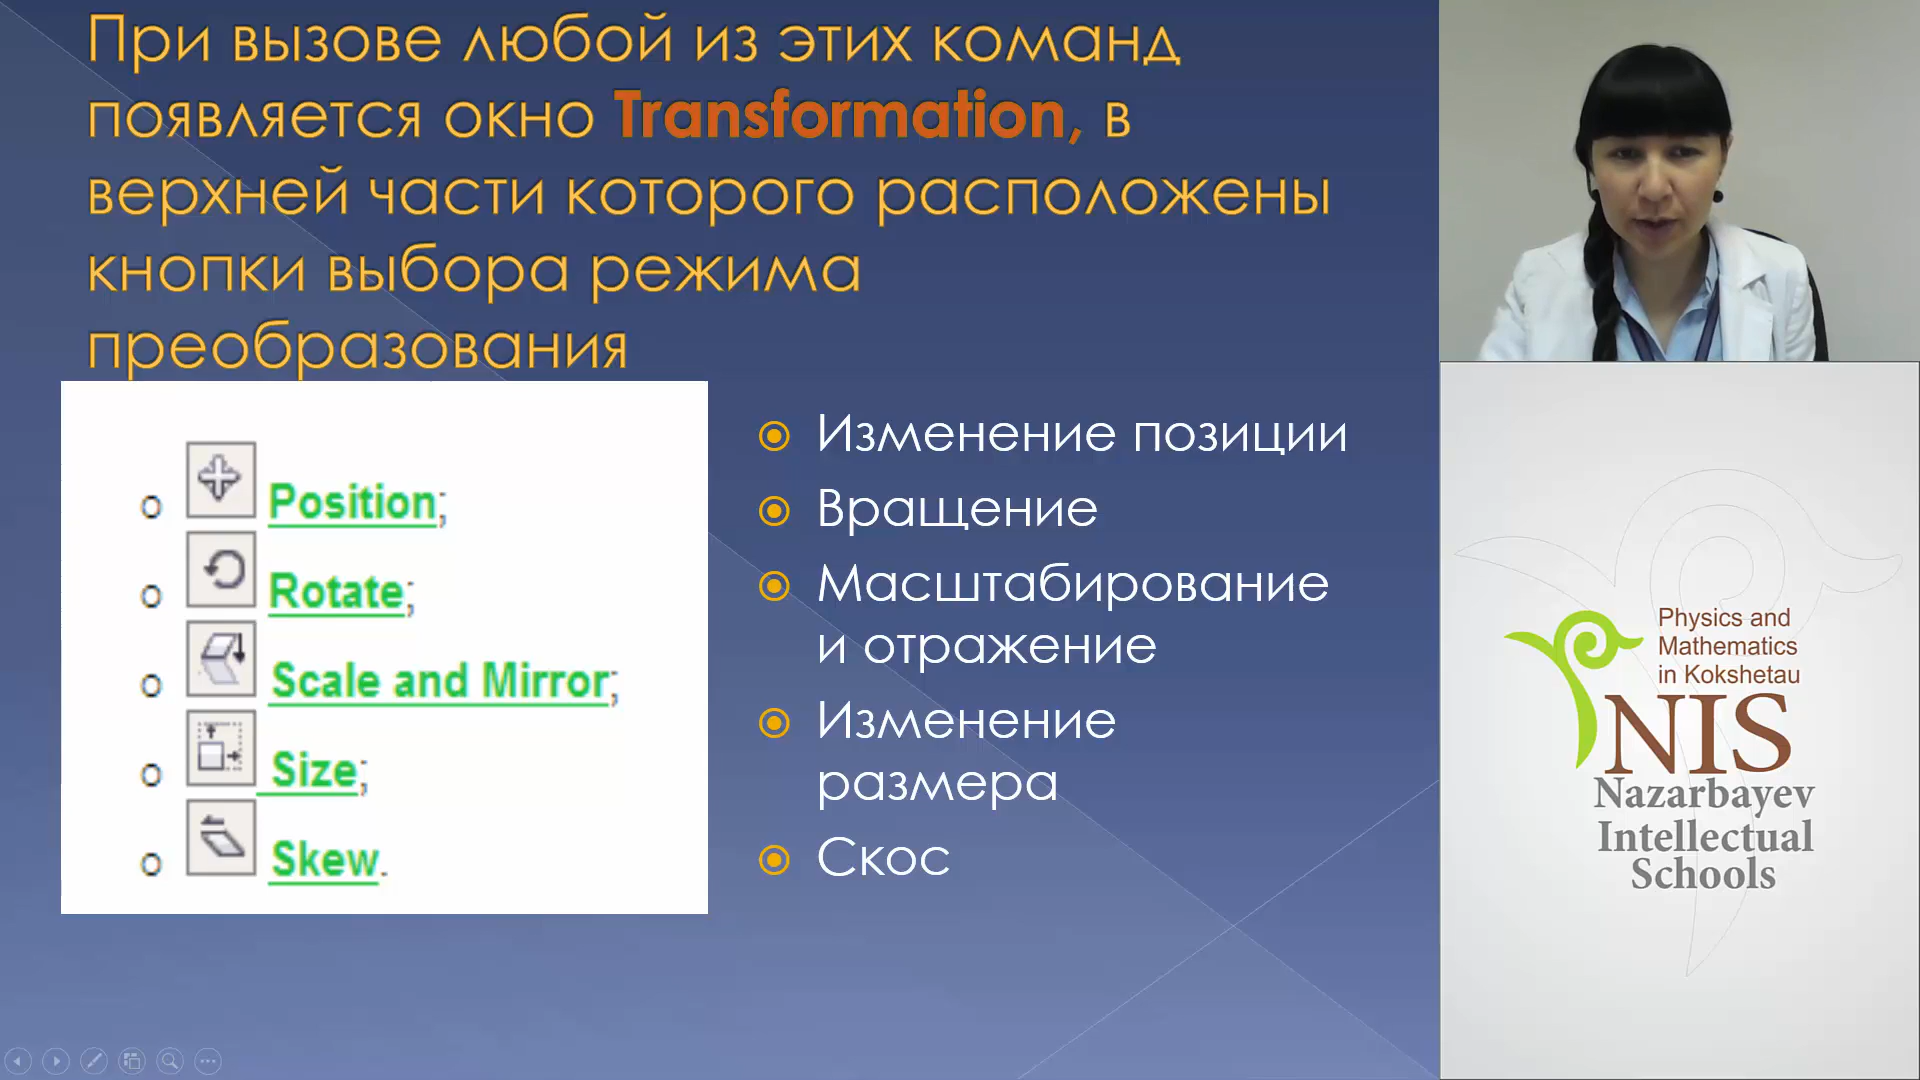 При вызове любой из этих команд
появляется окно Transformation, в
верхней части которого расположены
кнопки выбора режима
преобразования
o Position;
o Rotate;
o Scale and Mirror;
o Size;
o Skew.
Изменение позиции
Вращение
Масштабирование
и отражение
Изменение
размера
Скос
Physics and
Mathematics
in Kokshetau
NIS
Nazarbayev
Intellectual
Schools